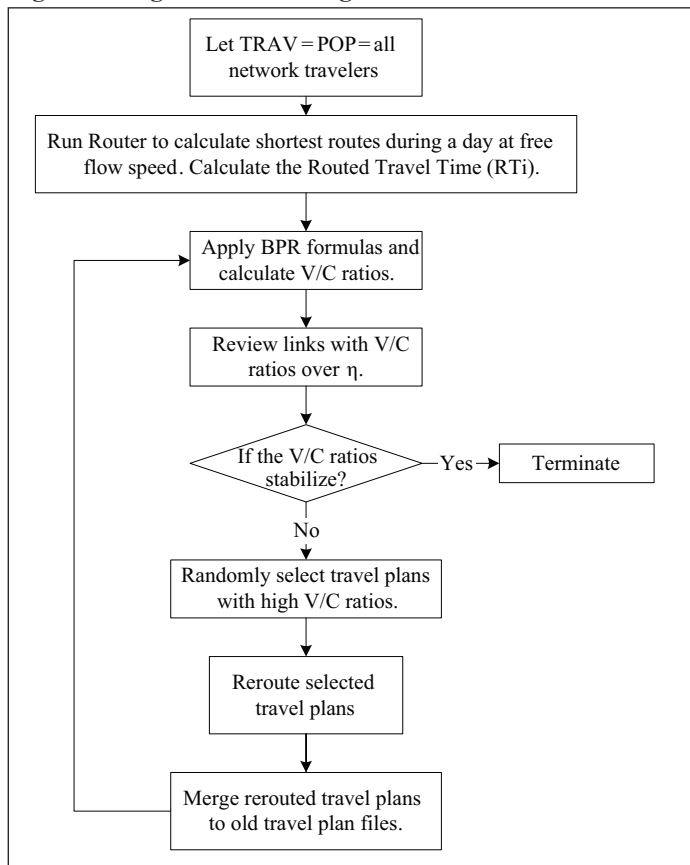 Let TRAV = POP = all
network travelers
Run Router to calculate shortest routes during a day at free
flow speed. Calculate the Routed Travel Time (RTi).
Apply BPR formulas and
calculate V/C ratios.
Review links with V/C
ratios over η.
If the V/C ratios
stabilize?
Yes
Terminate
No
Randomly select travel plans
with high V/C ratios.
Reroute selected
travel plans
Merge rerouted travel plans
to old travel plan files.